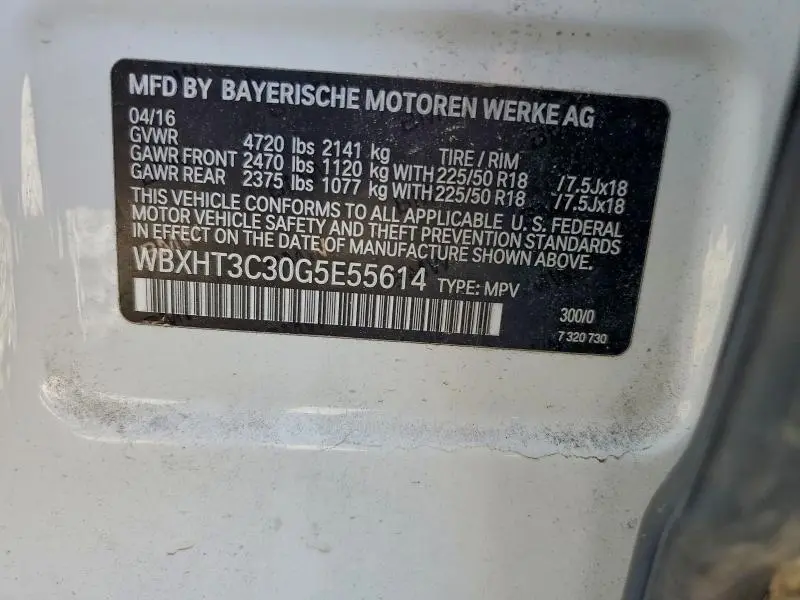 MFD BY BAYERISCHE MOTOREN WERKE AG
04/16
GVWR 4720 lbs 2141 kg TIRE / RIM
GAWR FRONT 2470 lbs 1120 kg WITH 225/50 R18 /7.5Jx18
GAWR REAR 2375 lbs 1077 kg WITH 225/50 R18 /7.5Jx18
THIS VEHICLE CONFORMS TO ALL APPLICABLE U. S. FEDERAL
MOTOR VEHICLE SAFETY AND THEFT PREVENTION STANDARDS
IN EFFECT ON THE DATE OF MANUFACTURE SHOWN ABOVE.
WBXHT3C30G5E55614 TYPE: MPV
300/0
7 320 730